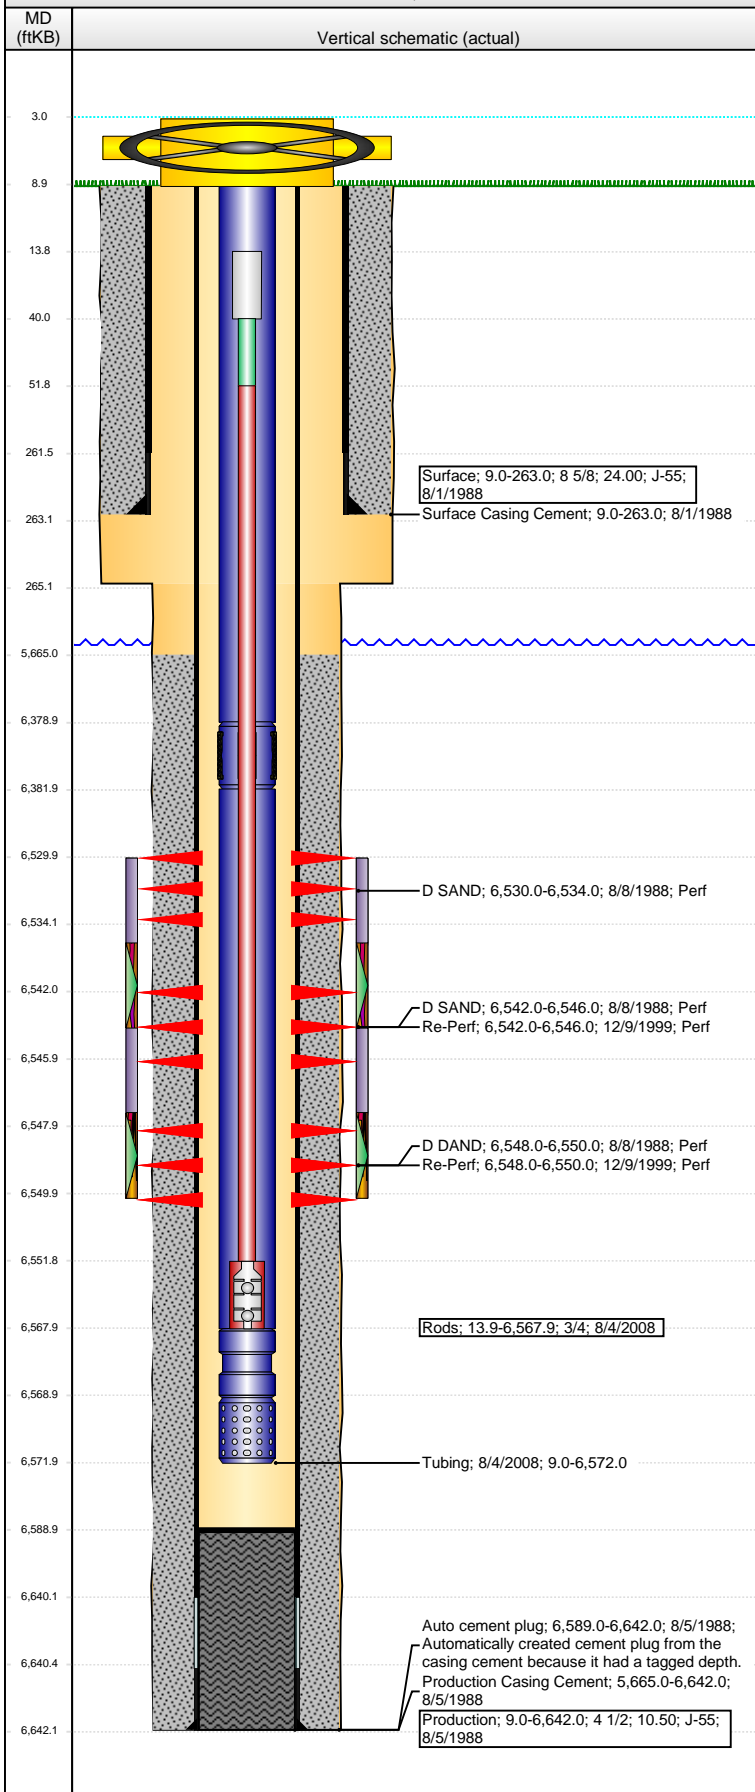 MD
(ftKB)
Vertical schematic (actual)
3.0
8.9
13.8
40.0
51.8
261.5
Surface; 9.0-263.0; 8 5/8; 24.00; J-55;
8/1/1988
Surface Casing Cement; 9.0-263.0; 8/1/1988
263.1
265.1
5,665.0
6,378.9
6,381.9
6,529.9
D SAND; 6,530.0-6,534.0; 8/8/1988; Perf
6,534.1
6,542.0
D SAND; 6,542.0-6,546.0; 8/8/1988; Perf
Re-Perf; 6,542.0-6,546.0; 12/9/1999; Perf
6,545.9
6,547.9
D DAND; 6,548.0-6,550.0; 8/8/1988; Perf
Re-Perf; 6,548.0-6,550.0; 12/9/1999; Perf
6,549.9
6,551.8
6,567.9
Rods; 13.9-6,567.9; 3/4; 8/4/2008
6,568.9
6,571.9
Tubing; 8/4/2008; 9.0-6,572.0
6,588.9
6,640.1
Auto cement plug; 6,589.0-6,642.0; 8/5/1988;
Automatically created cement plug from the
casing cement because it had a tagged depth.
6,640.4
Production Casing Cement; 5,665.0-6,642.0;
8/5/1988
Production; 9.0-6,642.0; 4 1/2; 10.50; J-55;
8/5/1988
6,642.1